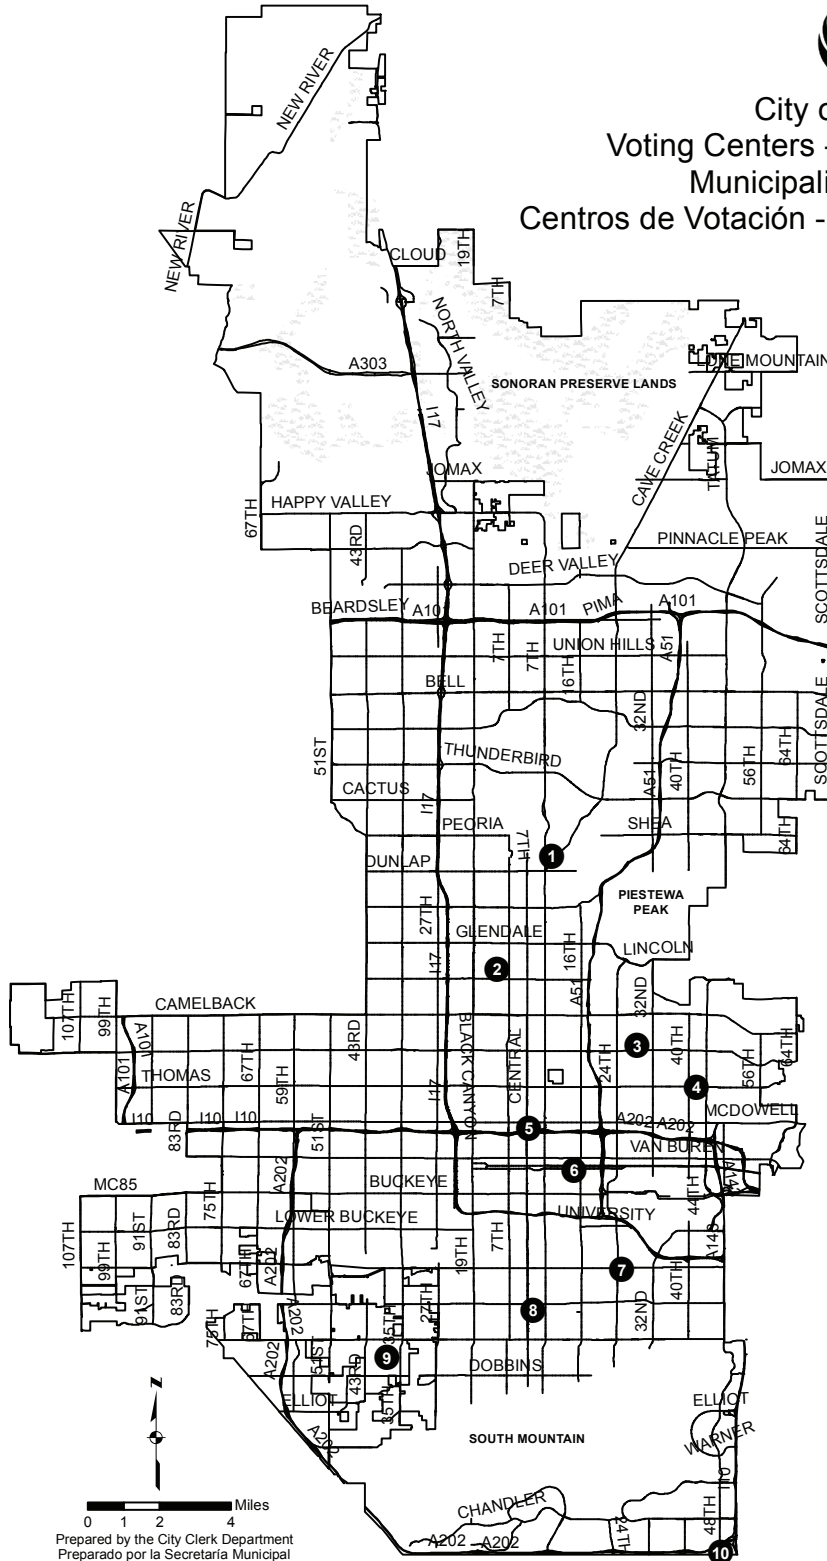 City
Voting Centers -
Centros de Votación -
NEW RIVER
NEW RIVER
CLOUD
19TH
7TH
NORTH VALLEY
A303
LONE MOUNTAIN
SONORAN PRESERVE LANDS
I17
CAVE CREEK
TATUM
JOMAX
JOMAX
HAPPY VALLEY
67TH
43RD
PINNACLE PEAK
DEER VALLEY
SCOTTSDALE
BEARDSLEY
A101
A101
PIMA
A101
7TH
7TH
UNION HILLS
A51
16TH
BELL
32ND
51ST
THUNDERBIRD
64TH
SCOTTSDALE
CACTUS
I17
A51
40TH
56TH
PEORIA
7TH
SHEA
64TH
1
DUNLAP
PIESTEWA
PEAK
27TH
GLENDALE
16TH
LINCOLN
I17
2
A51
32ND
CAMELBACK
107TH
99TH
A101
43RD
BLACK CANYON
CENTRAL
3
40TH
64TH
A101
THOMAS
67TH
59TH
I17
24TH
4
56TH
I10
83RD
I10
I10
51ST
5
A202
A202
MCDOWELL
VAN BUREN
A202
6
A143
MC85
75TH
BUCKEYE
44TH
107TH
99TH
91ST
83RD
LOWER BUCKEYE
UNIVERSITY
7TH
19TH
A143
67TH
A202
7
40TH
91ST
83RD
75TH
67TH
A202
35TH
27TH
8
32ND
A202
51ST
43RD
9
35TH
DOBBINS
ELLIOT
ELLIOT
A202
WARNER
SOUTH MOUNTAIN
I10
CHANDLER
24TH
48TH
A202
A202
10
Z
0 1 2 4 Miles
Prepared by the City Clerk Department
Preparado por la Secretaría Municipal